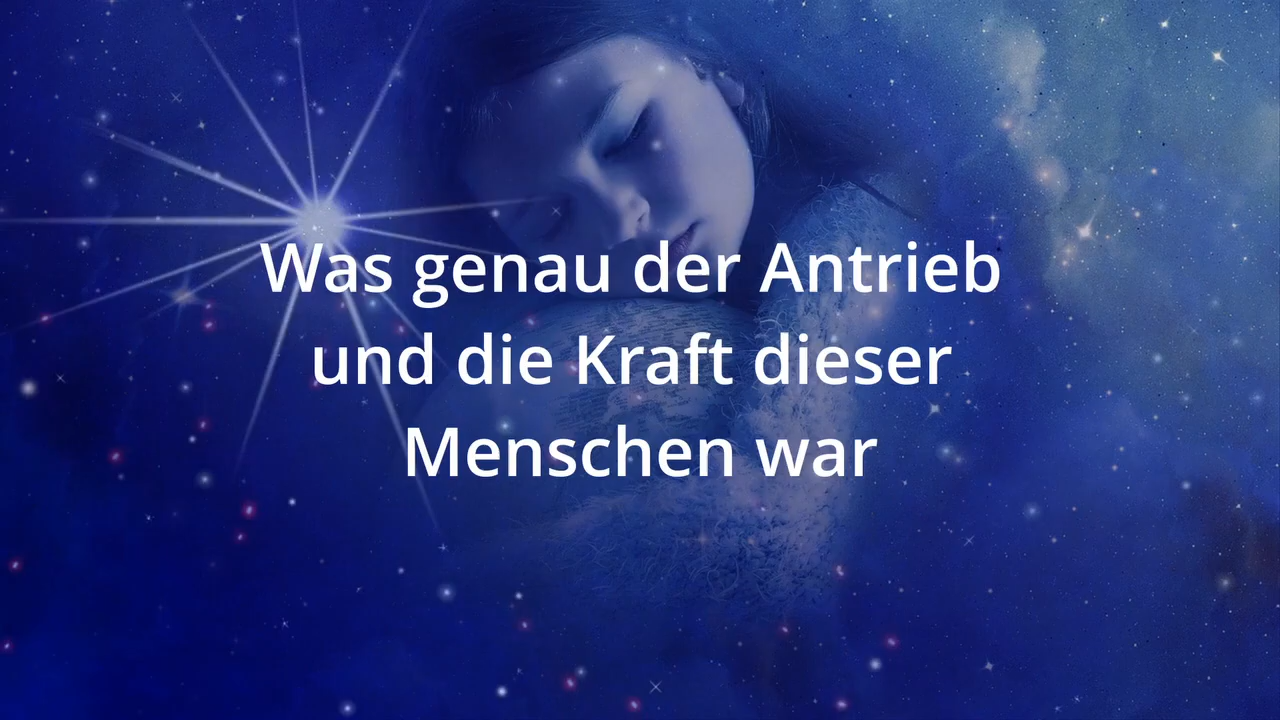 Was genau der Antrieb
und die Kraft dieser
Menschen war